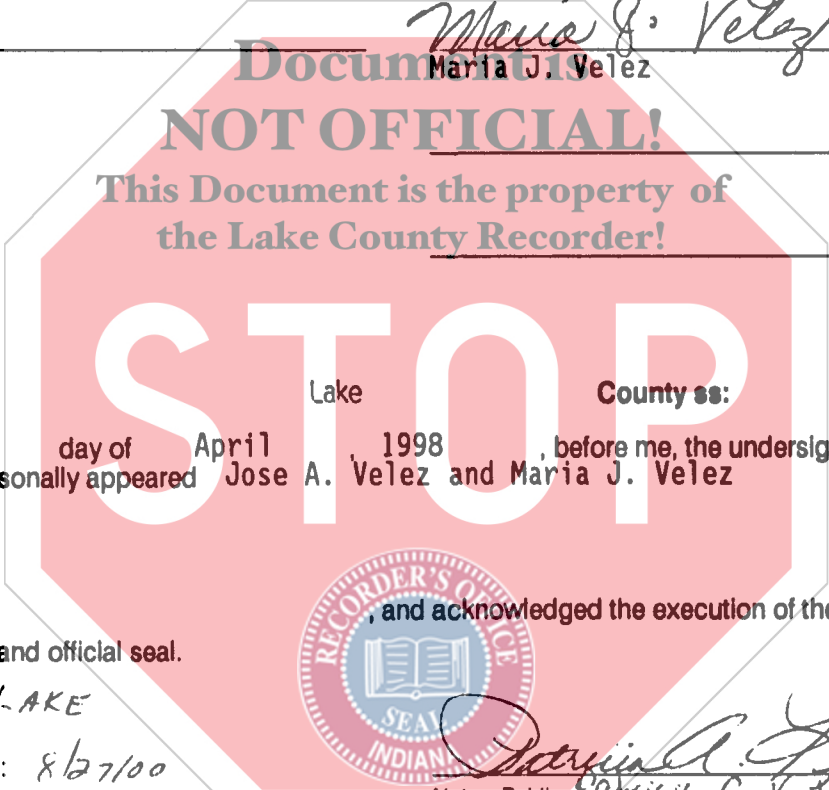 Maria J. Velez
Document is
Maria J. Velez
NOT OFFICIAL!
This Document is the property of
the Lake County Recorder!
STOP
Lake County ss:
day of April , 1998 , before me, the undersig
sonally appeared Jose A. Velez and Maria J. Velez
, and acknowledged the execution of the
and official seal.
RECORDER'S OFFICE
SEAL
INDIANA
LAKE
: 8/27/00
Patricia A.